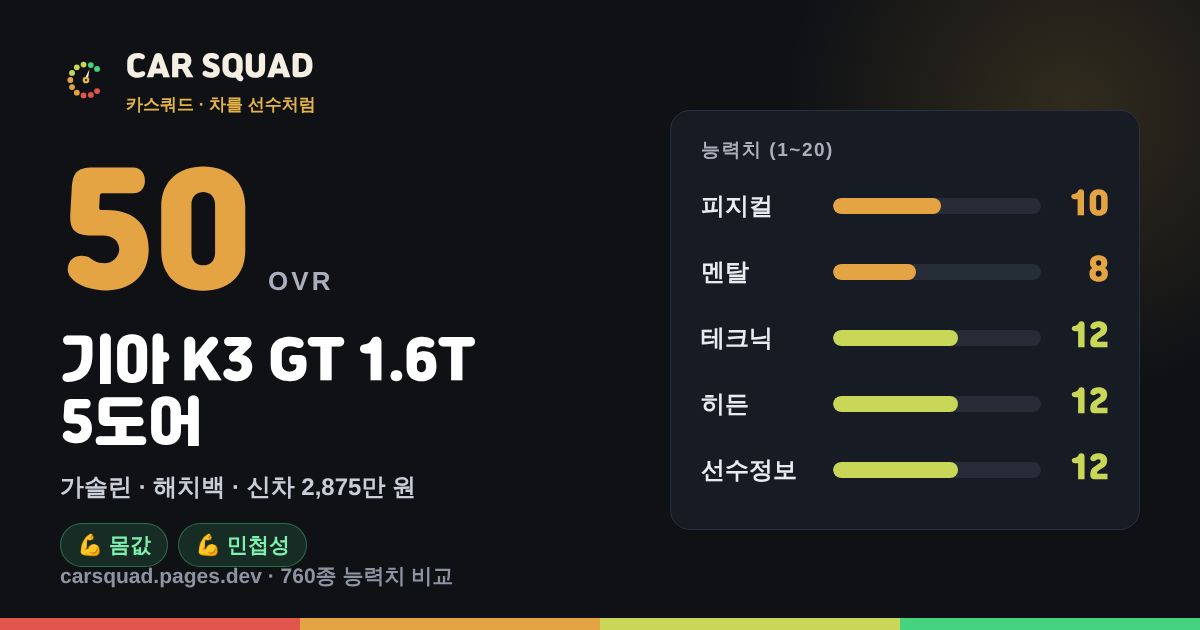 CAR SQUAD
카스쿼드 · 차를 선수처럼
50 OVR
기아 K3 GT 1.6T
5도어
가솔린 · 해치백 · 신차 2,875만 원
💪 몸값 💪 민첩성
carsquad.pages.dev · 760종 능력치 비교
능력치 (1~20)
피지컬 10
멘탈 8
테크닉 12
히든 12
선수정보 12